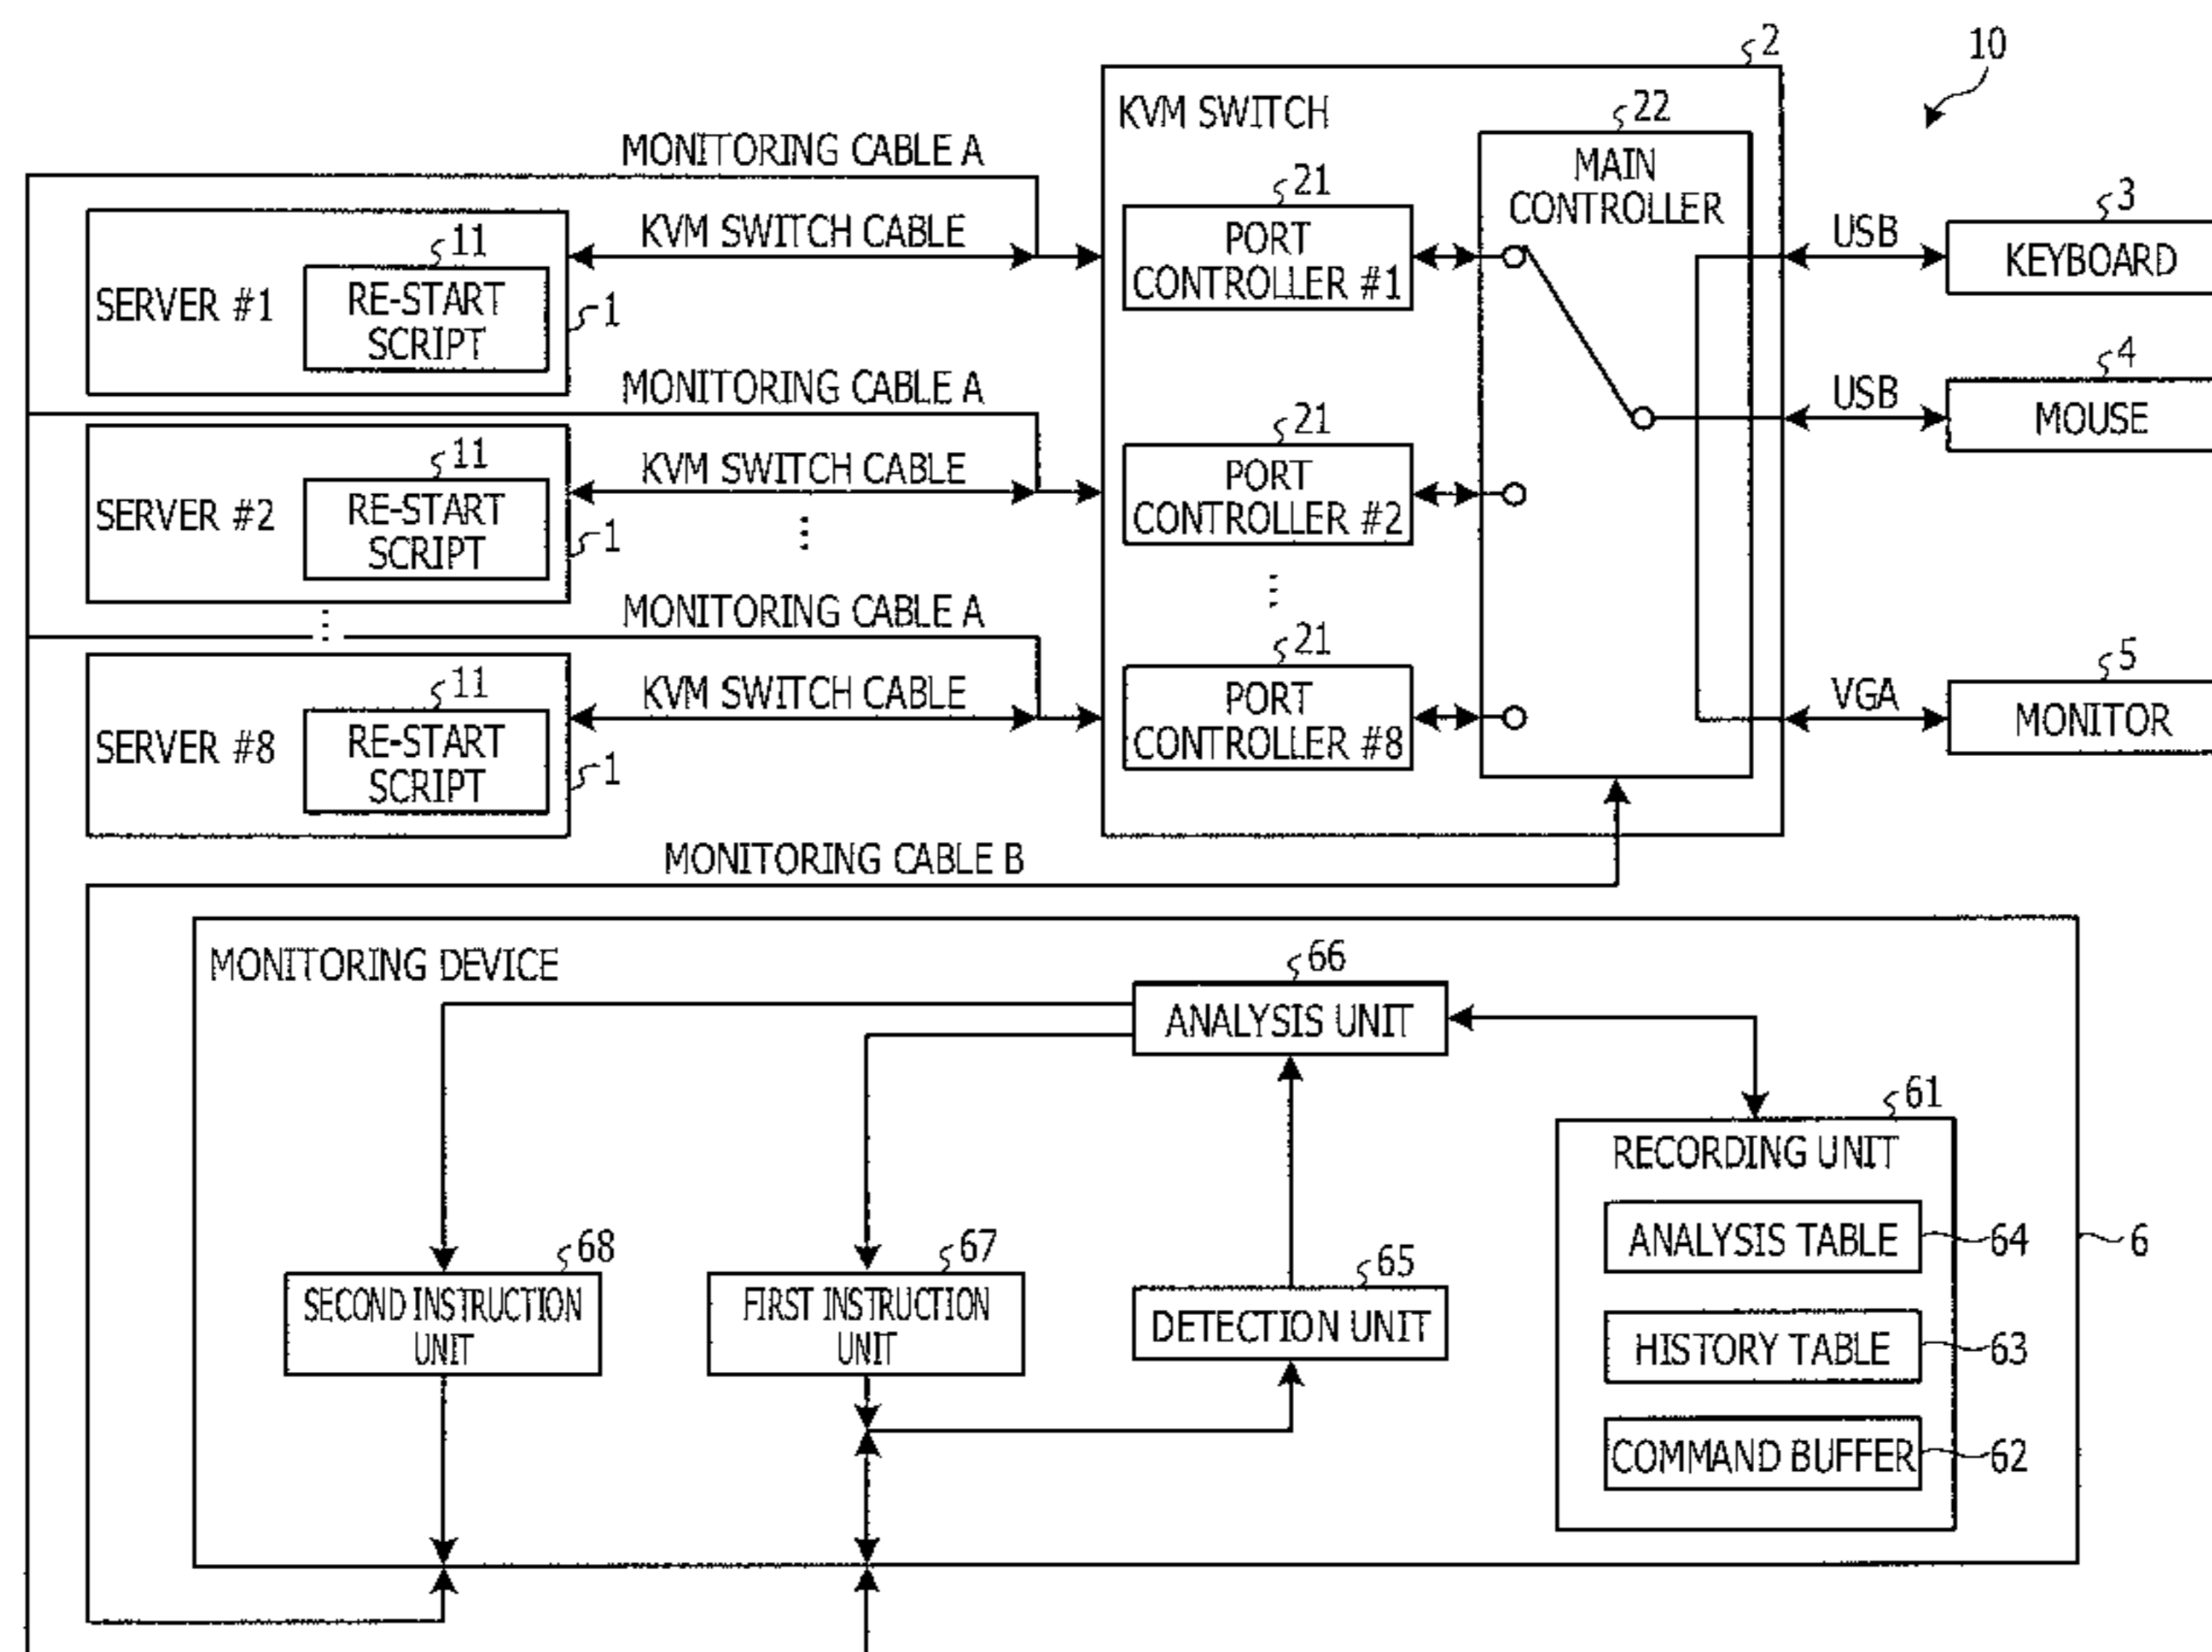 2
10
KVM SWITCH
22
MAIN
CONTROLLER
MONITORING CABLE A
21
PORT
CONTROLLER #1
KVM SWITCH CABLE
SERVER #1
11
RE-START
SCRIPT
1
USB
3
KEYBOARD
MONITORING CABLE A
USB
4
MOUSE
21
PORT
CONTROLLER #2
KVM SWITCH CABLE
SERVER #2
11
RE-START
SCRIPT
1
⋮
⋮
⋮
MONITORING CABLE A
21
PORT
CONTROLLER #8
KVM SWITCH CABLE
SERVER #8
11
RE-START
SCRIPT
1
VGA
5
MONITOR
MONITORING CABLE B
MONITORING DEVICE
66
ANALYSIS UNIT
61
RECORDING UNIT
ANALYSIS TABLE
64
6
68
SECOND INSTRUCTION
UNIT
67
FIRST INSTRUCTION
UNIT
65
DETECTION UNIT
HISTORY TABLE
63
COMMAND BUFFER
62